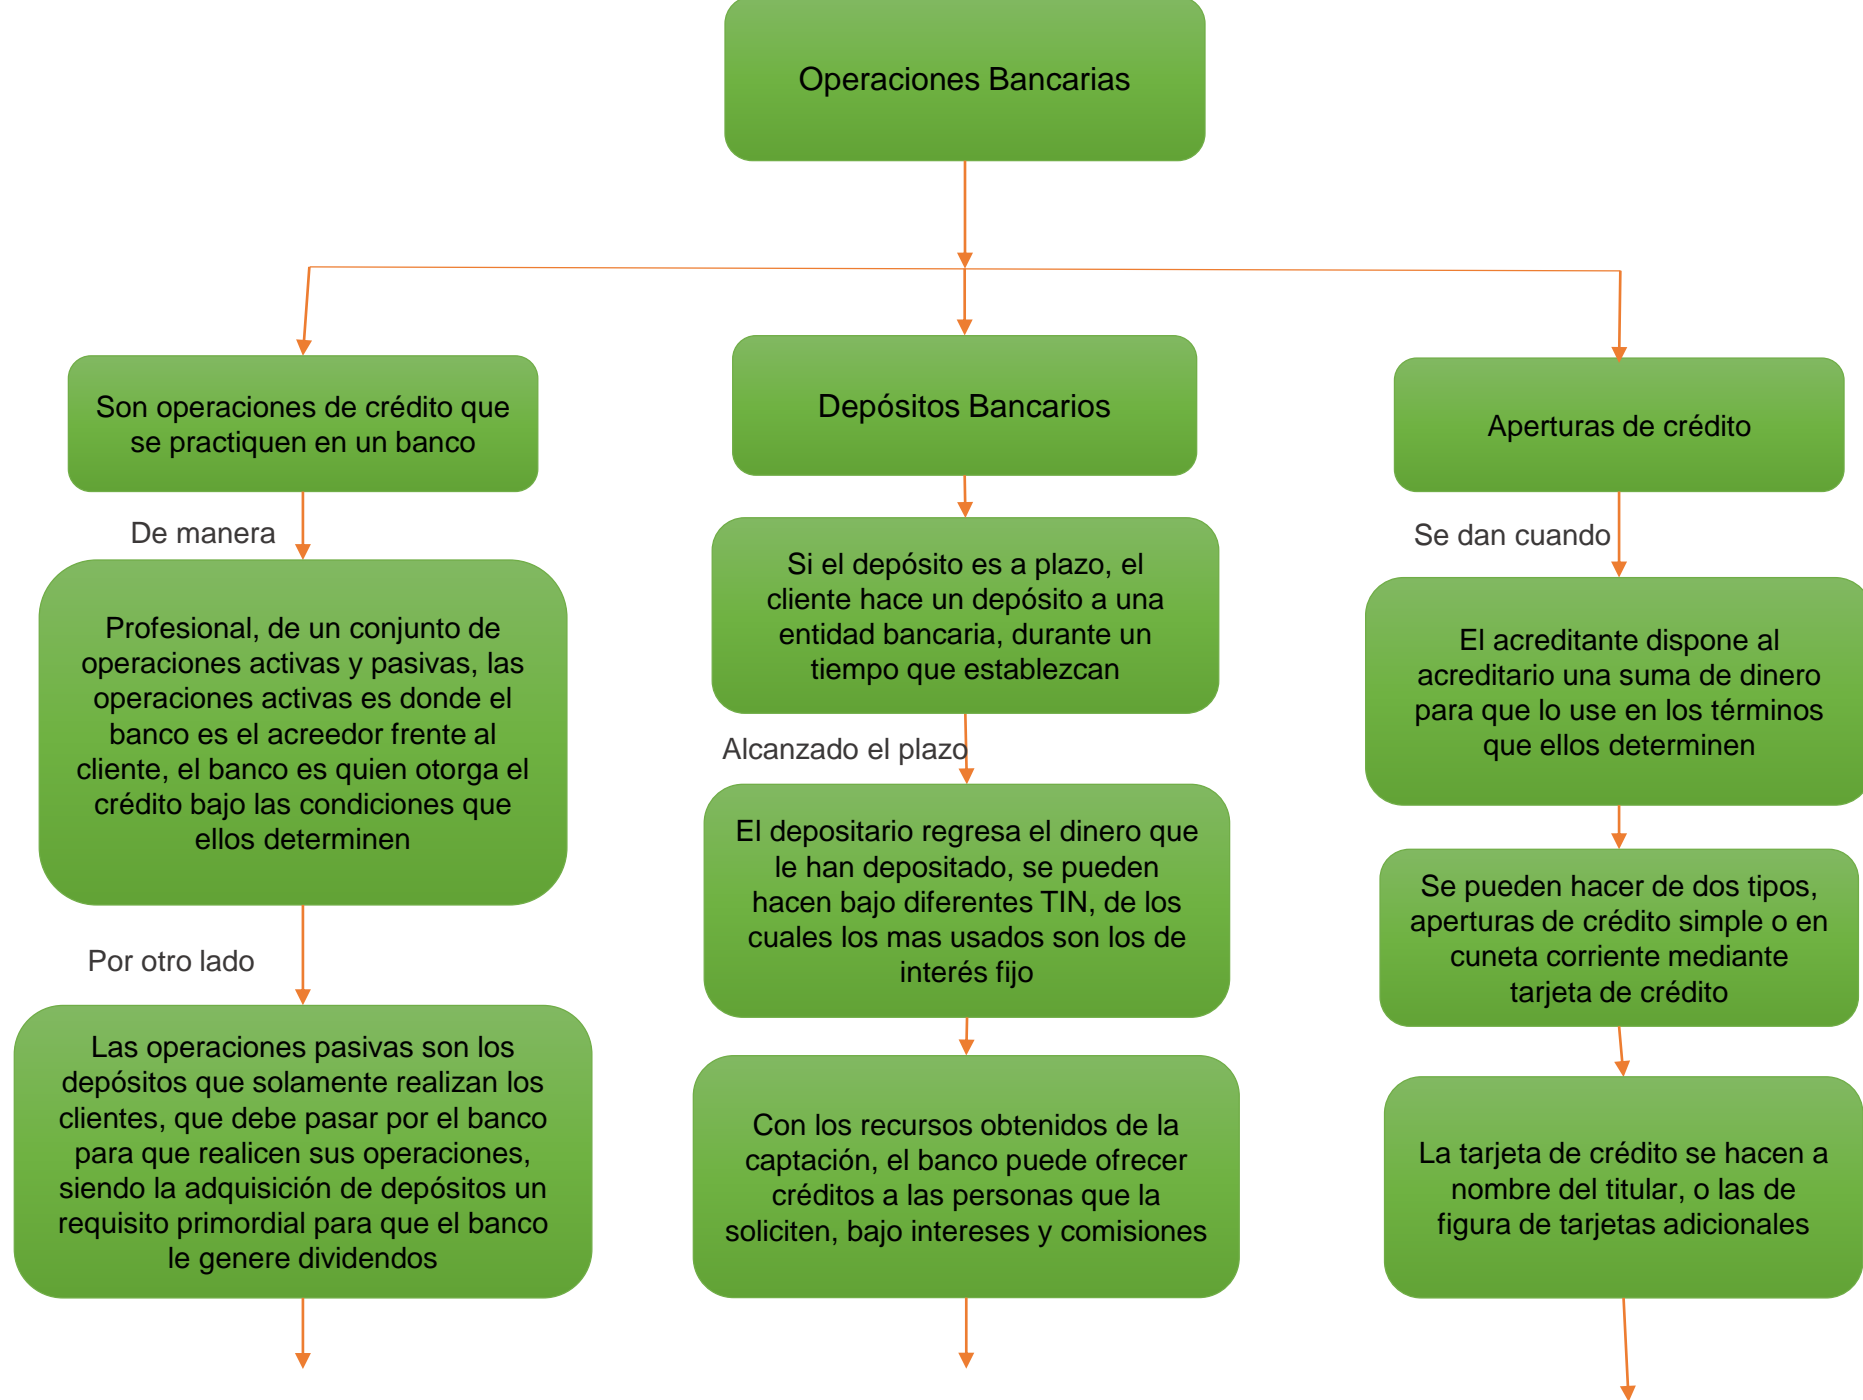 Operaciones Bancarias
Son operaciones de crédito que
se practiquen en un banco
De manera
Profesional, de un conjunto de
operaciones activas y pasivas, las
operaciones activas es donde el
banco es el acreedor frente al
cliente, el banco es quien otorga el
crédito bajo las condiciones que
ellos determinen
Por otro lado
Las operaciones pasivas son los
depósitos que solamente realizan los
clientes, que debe pasar por el banco
para que realicen sus operaciones,
siendo la adquisición de depósitos un
requisito primordial para que el banco
le genere dividendos
Depósitos Bancarios
Si el depósito es a plazo, el
cliente hace un depósito a una
entidad bancaria, durante un
tiempo que establezcan
Alcanzado el plazo
El depositario regresa el dinero que
le han depositado, se pueden
hacen bajo diferentes TIN, de los
cuales los mas usados son los de
interés fijo
Con los recursos obtenidos de la
captación, el banco puede ofrecer
créditos a las personas que la
soliciten, bajo intereses y comisiones
Aperturas de crédito
Se dan cuando
El acreditante dispone al
acreditario una suma de dinero
para que lo use en los términos
que ellos determinen
Se pueden hacer de dos tipos,
aperturas de crédito simple o en
cuneta corriente mediante
tarjeta de crédito
La tarjeta de crédito se hacen a
nombre del titular, o las de
figura de tarjetas adicionales